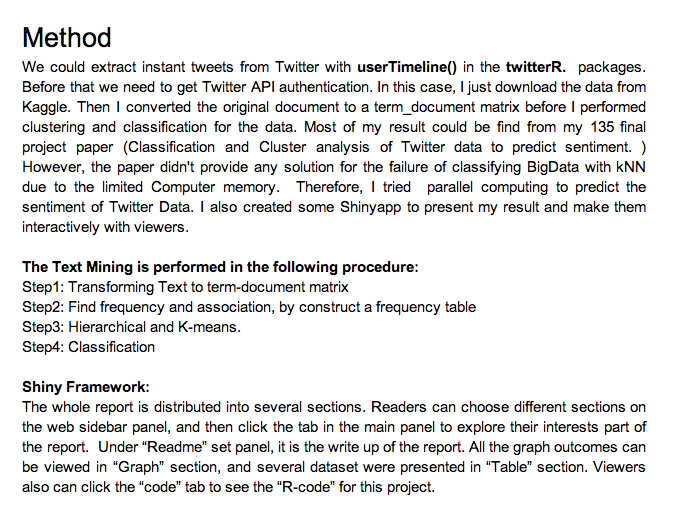 Method
We could extract instant tweets from Twitter with userTimeline() in the twitterR. packages.
Before that we need to get Twitter API authentication. In this case, I just download the data from
Kaggle. Then I converted the original document to a term_document matrix before I performed
clustering and classification for the data. Most of my result could be find from my 135 final
project paper (Classification and Cluster analysis of Twitter data to predict sentiment. )
However, the paper didn't provide any solution for the failure of classifying BigData with kNN
due to the limited Computer memory. Therefore, I tried parallel computing to predict the
sentiment of Twitter Data. I also created some Shinyapp to present my result and make them
interactively with viewers.
The Text Mining is performed in the following procedure:
Step1: Transforming Text to term-document matrix
Step2: Find frequency and association, by construct a frequency table
Step3: Hierarchical and K-means.
Step4: Classification
Shiny Framework:
The whole report is distributed into several sections. Readers can choose different sections on
the web sidebar panel, and then click the tab in the main panel to explore their interests part of
the report. Under “Readme” set panel, it is the write up of the report. All the graph outcomes can
be viewed in “Graph” section, and several dataset were presented in “Table” section. Viewers
also can click the “code” tab to see the “R-code” for this project.